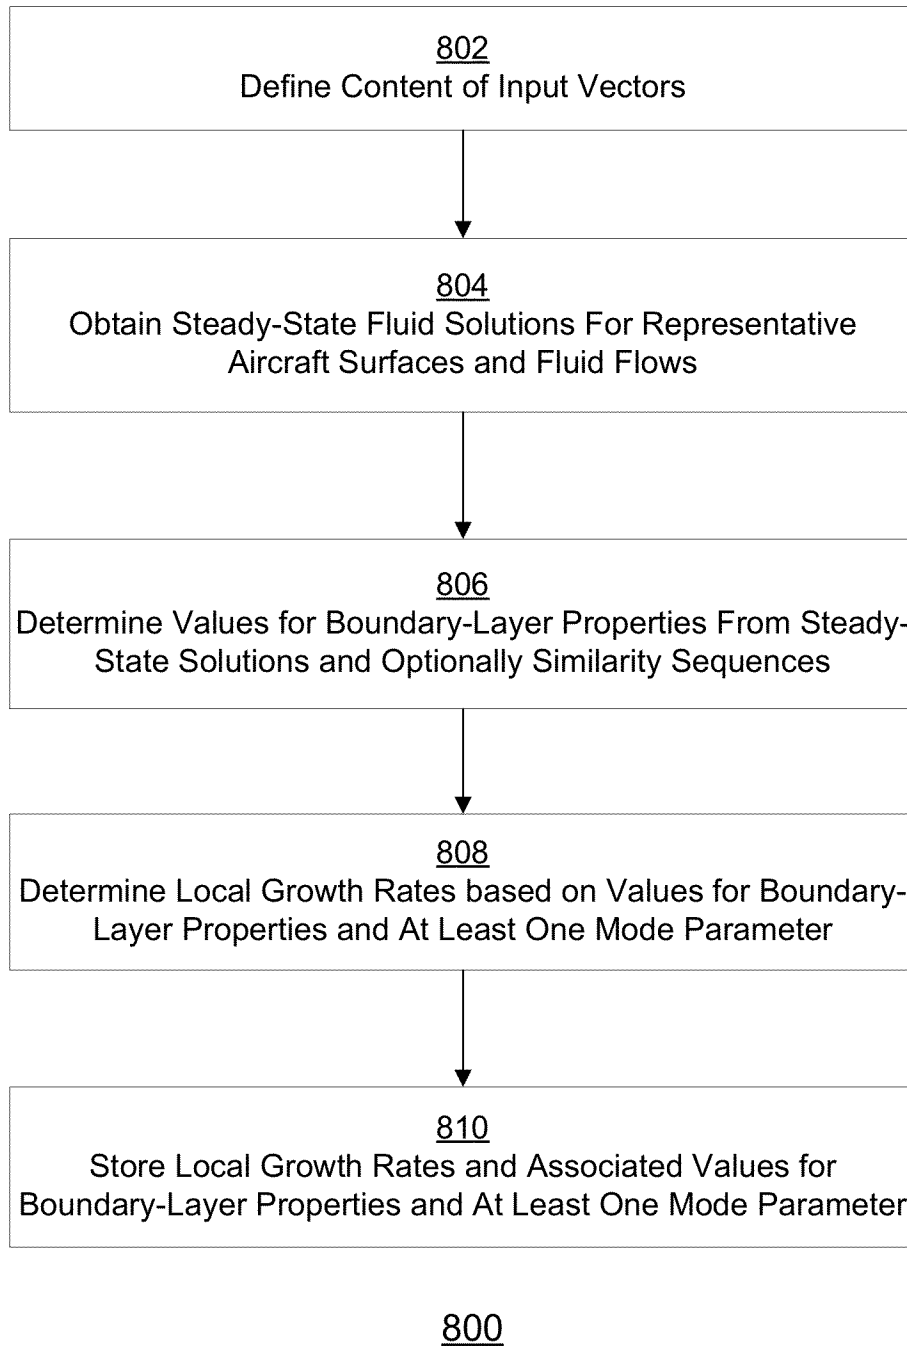 802
Define Content of Input Vectors
804
Obtain Steady-State Fluid Solutions For Representative
Aircraft Surfaces and Fluid Flows
806
Determine Values for Boundary-Layer Properties From Steady-
State Solutions and Optionally Similarity Sequences
808
Determine Local Growth Rates based on Values for Boundary-
Layer Properties and At Least One Mode Parameter
810
Store Local Growth Rates and Associated Values for
Boundary-Layer Properties and At Least One Mode Parameter
800